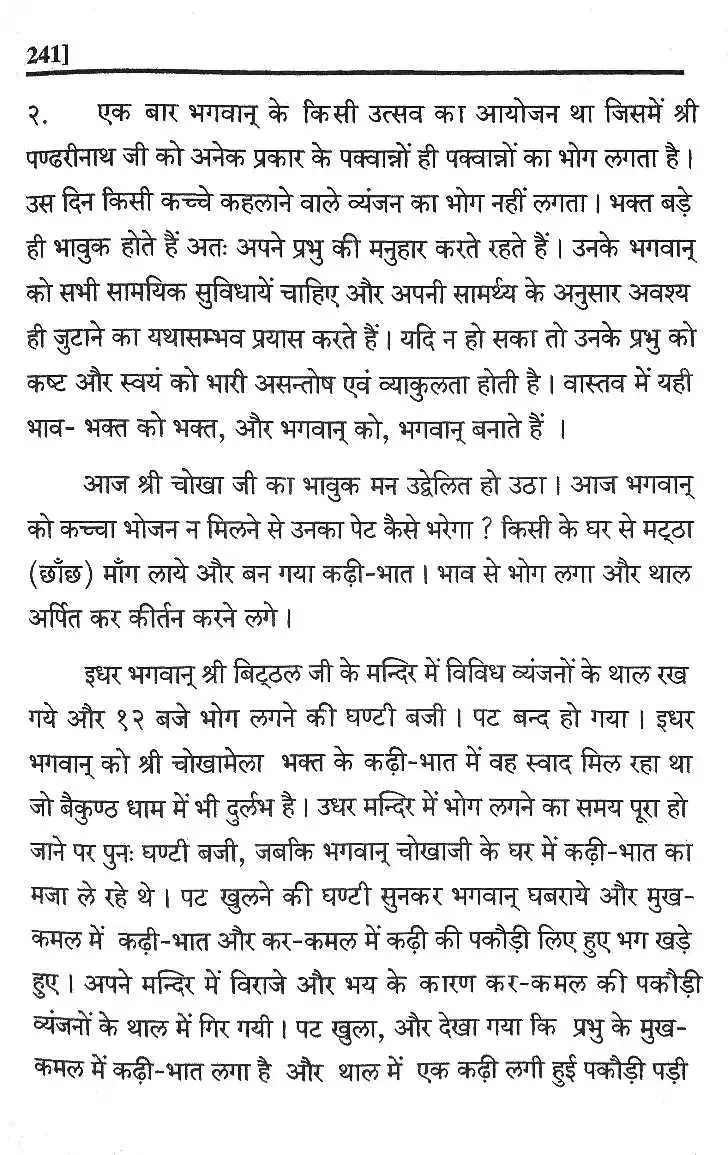 241]
२. एक बार भगवान् के किसी उत्सव का आयोजन था जिसमें श्री
पण्ढरीनाथ जी को अनेक प्रकार के पक्वान्नों ही पक्वान्नों का भोग लगता है।
उस दिन किसी कच्चे कहलाने वाले व्यंजन का भोग नहीं लगता। भक्त बड़े
ही भावुक होते हैं अतः अपने प्रभु की मनुहार करते रहते हैं। उनके भगवान्
को सभी सामयिक सुविधायें चाहिए और अपनी सामर्थ्य के अनुसार अवश्य
ही जुटाने का यथासम्भव प्रयास करते हैं। यदि न हो सका तो उनके प्रभु को
कष्ट और स्वयं को भारी असन्तोष एवं व्याकुलता होती है। वास्तव में यही
भाव- भक्त को भक्त, और भगवान् को, भगवान् बनाते हैं ।
आज श्री चोखा जी का भावुक मन उद्वेलित हो उठा। आज भगवान्
को कच्चा भोजन न मिलने से उनका पेट कैसे भरेगा ? किसी के घर से मट्ठा
(छाँछ) माँग लाये और बन गया कढ़ी-भात। भाव से भोग लगा और थाल
अर्पित कर कीर्तन करने लगे।
इधर भगवान् श्री बिट्ठल जी के मन्दिर में विविध व्यंजनों के थाल रख
गये और १२ बजे भोग लगने की घण्टी बजी। पट बन्द हो गया। इधर
भगवान् को श्री चोखामेला भक्त के कढ़ी-भात में वह स्वाद मिल रहा था
जो बैकुण्ठ धाम में भी दुर्लभ है। उधर मन्दिर में भोग लगने का समय पूरा हो
जाने पर पुनः घण्टी बजी, जबकि भगवान् चोखाजी के घर में कढ़ी-भात का
मजा ले रहे थे। पट खुलने की घण्टी सुनकर भगवान् घबराये और मुख-
कमल में कढ़ी-भात और कर-कमल में कढ़ी की पकौड़ी लिए हुए भग खड़े
हुए। अपने मन्दिर में विराजे और भय के कारण कर-कमल की पकौड़ी
व्यंजनों के थाल में गिर गयी। पट खुला, और देखा गया कि प्रभु के मुख-
कमल में कढ़ी-भात लगा है और थाल में एक कढ़ी लगी हुई पकौड़ी पड़ी